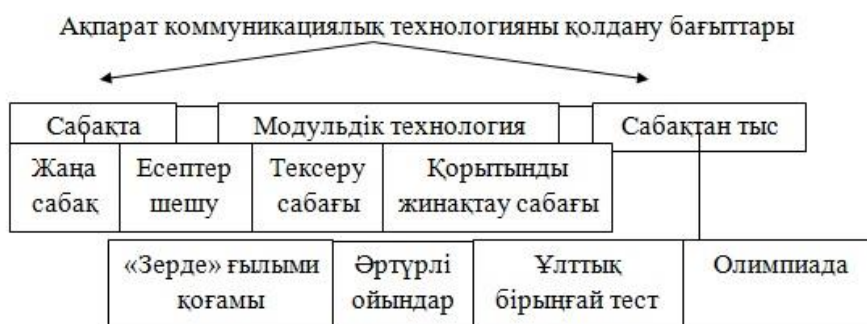 Ақпарат коммуникациялық технологияны қолдану бағыттары
Сабақта
Модульдік технология
Сабақтан тыс
Жаңа
сабақ
Есептер
шешу
Тексеру
сабағы
Қорытынды
жинақтау сабағы
«Зерде» ғылыми
қоғамы
Әртүрлі
ойындар
Ұлттық
бірыңғай тест
Олимпиада